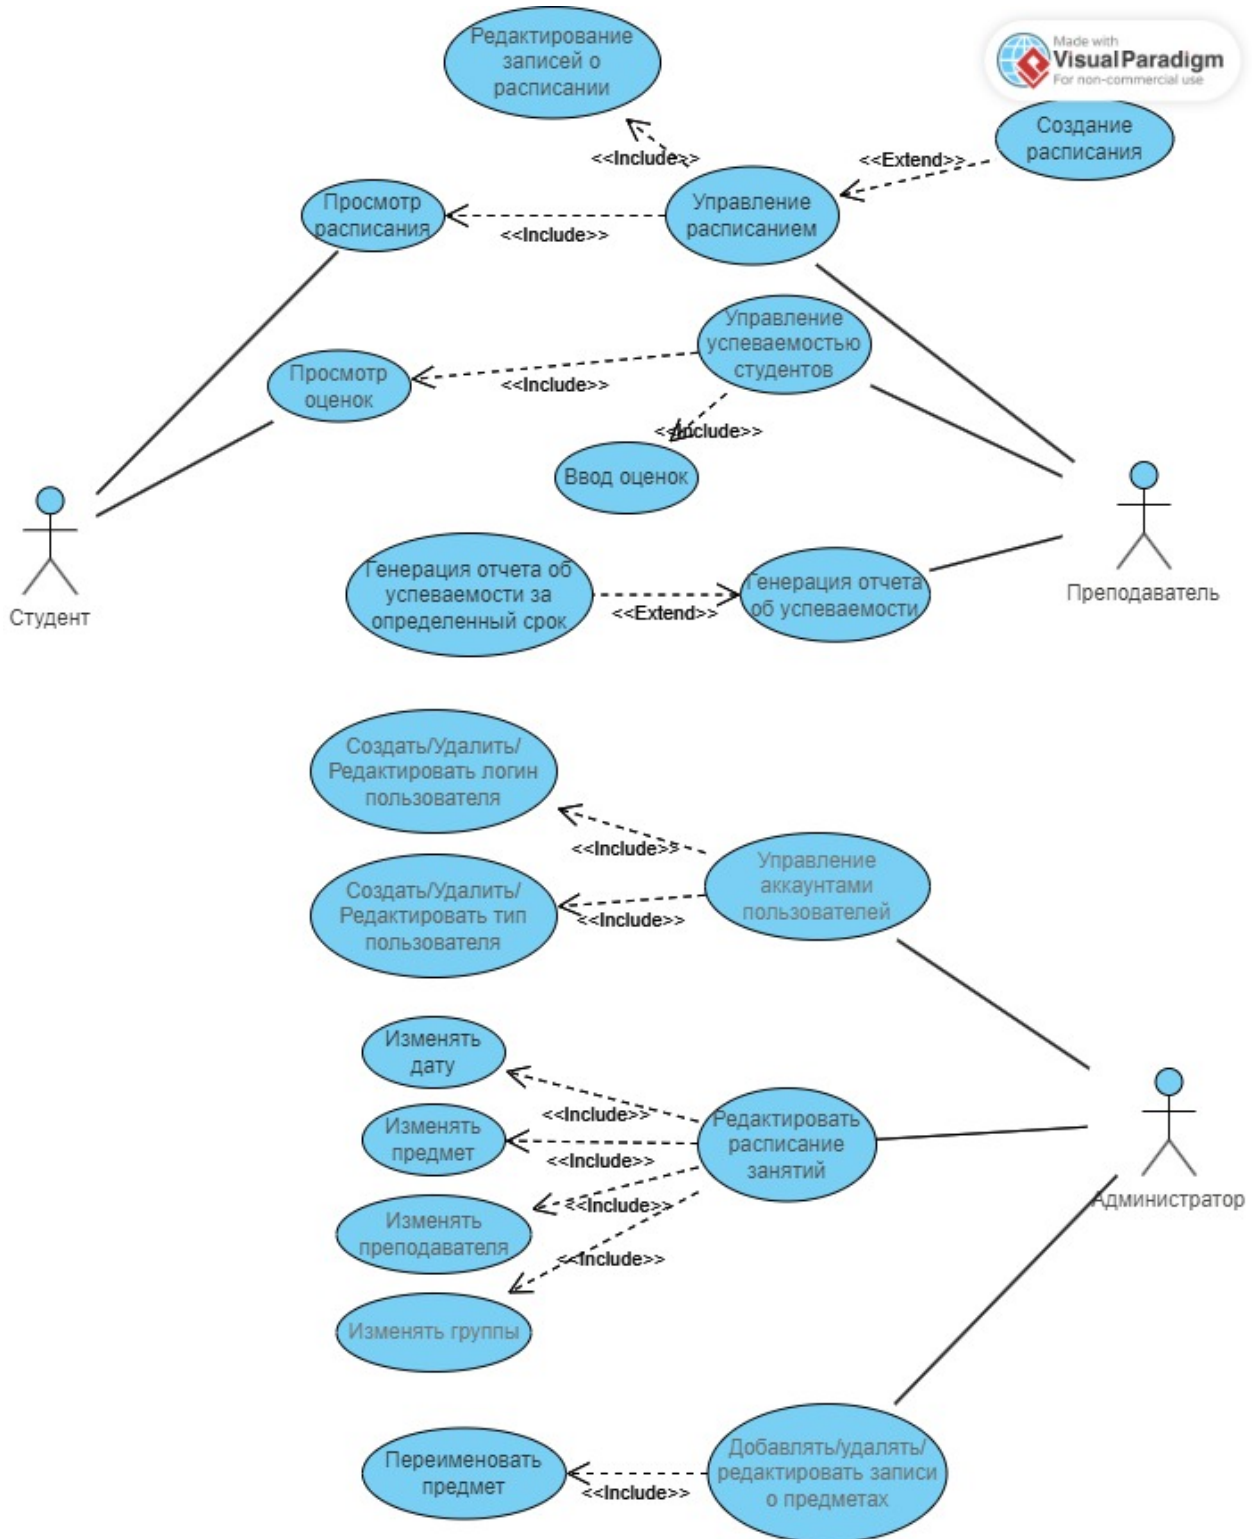 Редактирование
записей о
расписании
Made with
Visual Paradigm
For non-commercial use
Создание
расписания
<<Include>>
<<Extend>>
Просмотр
расписания
<<Include>>
Управление
расписанием
Управление
успеваемостью
студентов
Просмотр
оценок
<<Include>>
<<Include>>
Ввод оценок
Студент
Генерация отчета об
успеваемости за
определенный срок
<<Extend>>
Генерация отчета
об успеваемости
Преподаватель
Создать/Удалить/
Редактировать логин
пользователя
<<Include>>
Управление
аккаунтами
пользователей
Создать/Удалить/
Редактировать тип
пользователя
<<Include>>
Изменять
дату
<<Include>>
Изменять
предмет
<<Include>>
Редактировать
расписание
занятий
Администратор
Изменять
преподавателя
<<Include>>
<<Include>>
Изменять группы
Переименовать
предмет
<<Include>>
Добавлять/удалять/
редактировать записи
о предметах